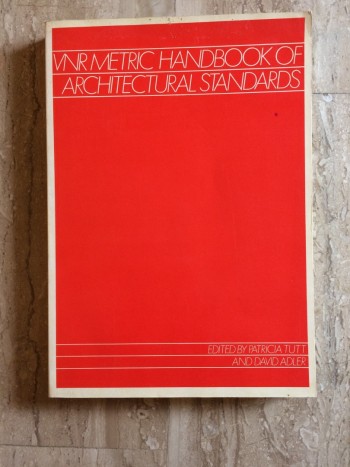 VNR METRIC HANDBOOK OF
ARCHITECTURAL STANDARDS
EDITED BY PATRICIA TUTT
AND DAVID ADLER